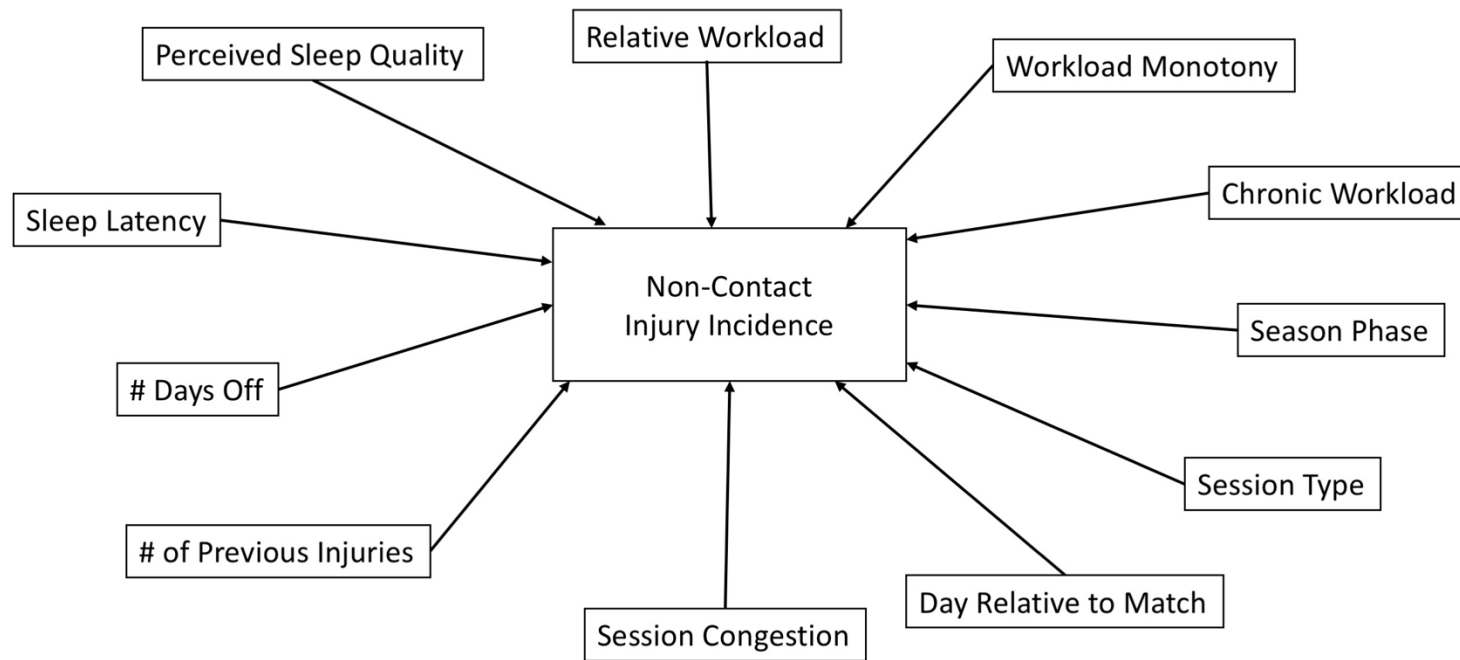 Relative Workload
Perceived Sleep Quality
Workload Monotony
Sleep Latency
Chronic Workload
Non-Contact
Injury Incidence
Season Phase
# Days Off
Session Type
# of Previous Injuries
Day Relative to Match
Session Congestion